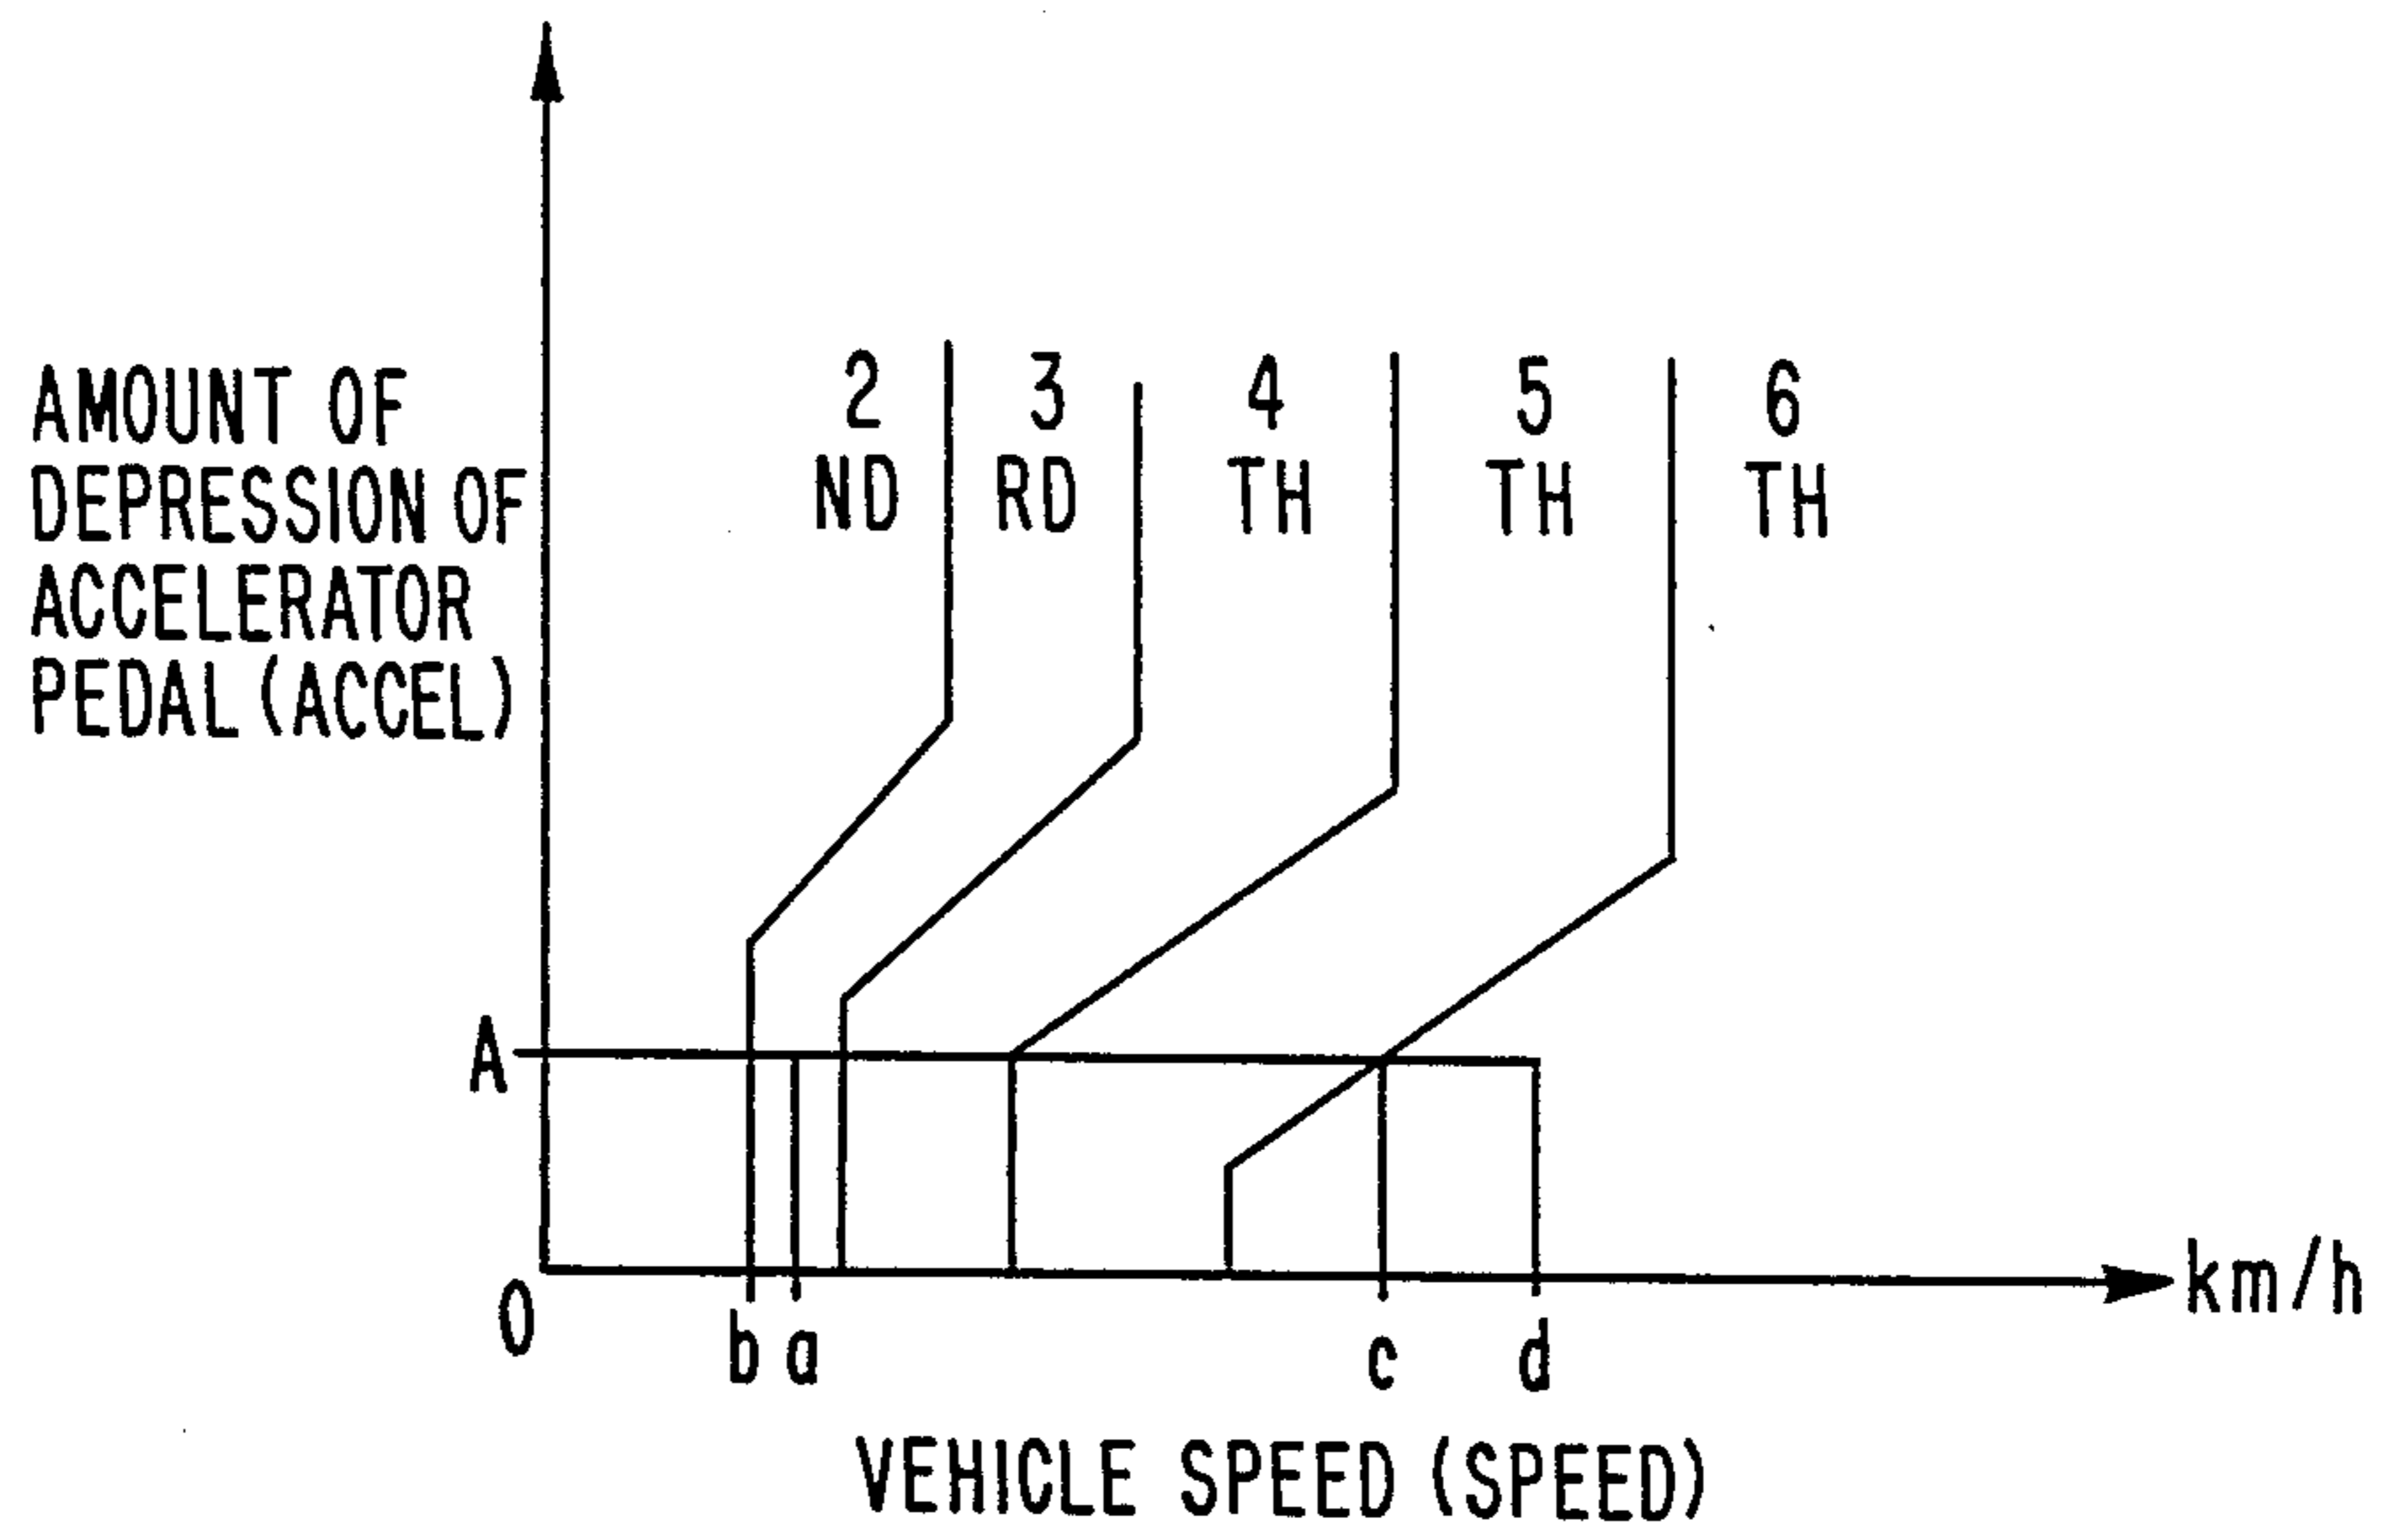 2 3 4 5 6
ND RD TH TH TH
AMOUNT OF
DEPRESSION OF
ACCELERATOR
PEDAL (ACCEL)
A
0
b a c d
km/h
VEHICLE SPEED (SPEED)